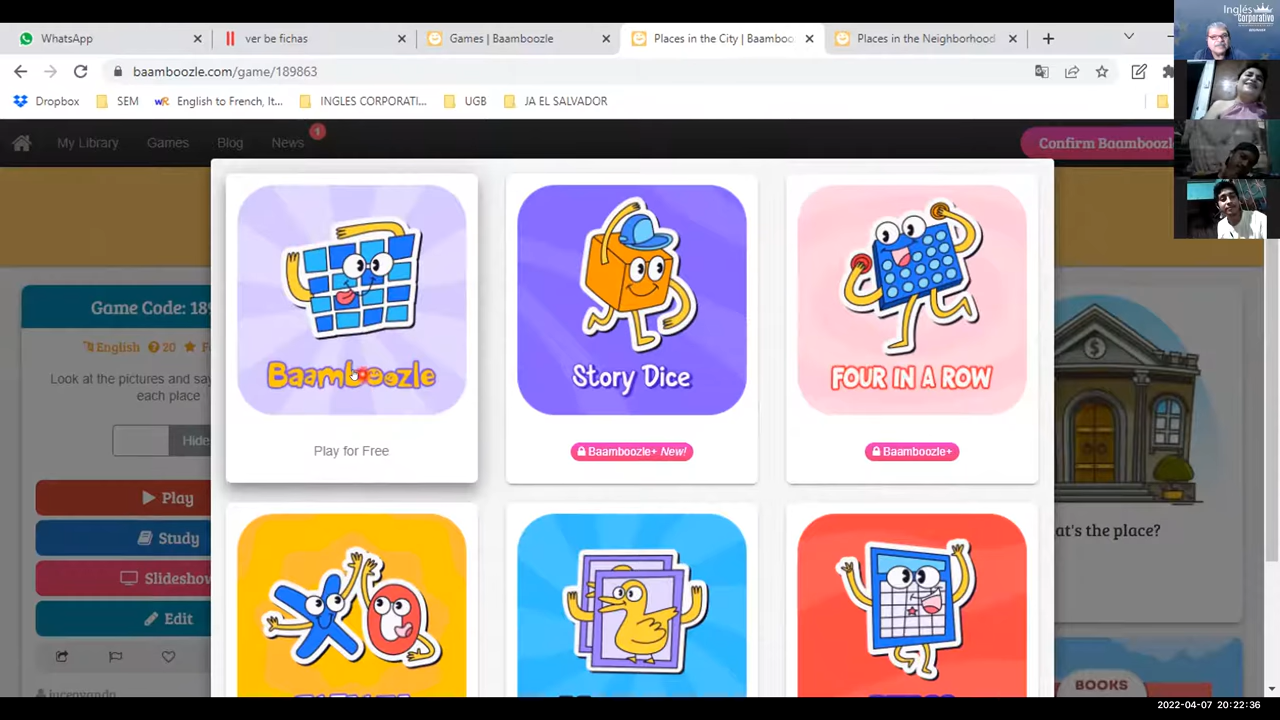 WhatsApp
ver be fichas
Games | Baamboozle
Places in the City | Baamboo
Places in the Neighborhood
baamboozle.com/game/189863
Dropbox
SEM
English to French, It...
INGLES CORPORATI...
UGB
JA EL SALVADOR
Inglés
Corporativo
My Library
Games
Blog
News
1
Confirm Baamboozl
Baamboozle
Play for Free
Story Dice
Baamboozle+ New!
FOUR IN A ROW
Baamboozle+
Game Code: 189
English
20
Look at the pictures and say
each place
Hide
Play
Study
Slideshow
Edit
at's the place?
BOOKS
2022-04-07 20:22:36